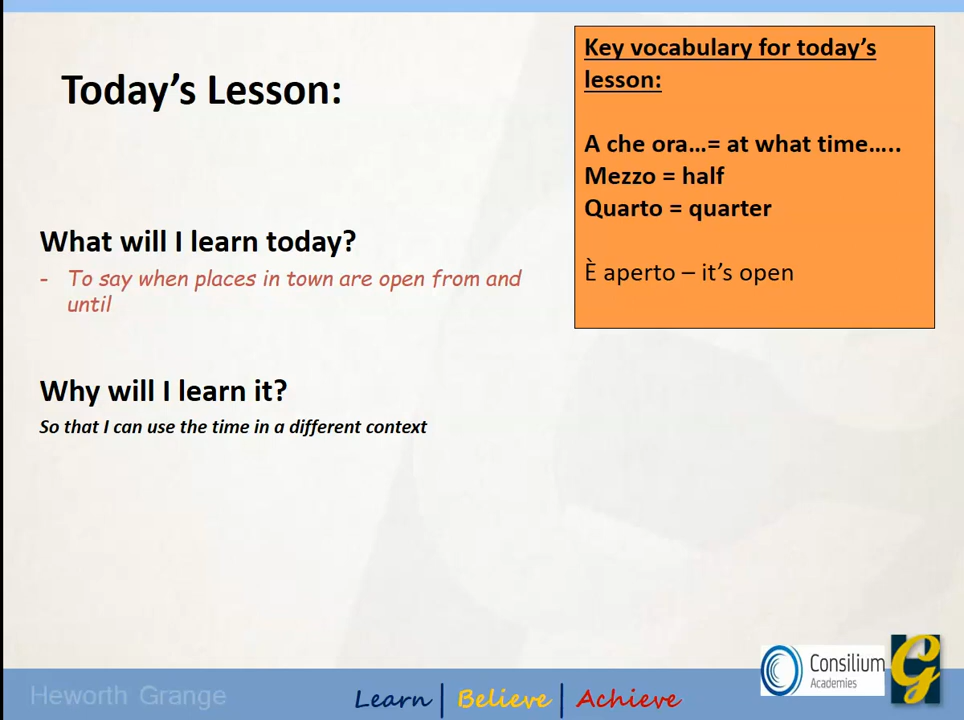 Today’s Lesson:
What will I learn today?
- To say when places in town are open from and
until
Why will I learn it?
So that I can use the time in a different context
Key vocabulary for today’s
lesson:
A che ora…= at what time…..
Mezzo = half
Quarto = quarter
È aperto – it’s open
Heworth Grange
Learn | Believe | Achieve
Consilium
Academies
G